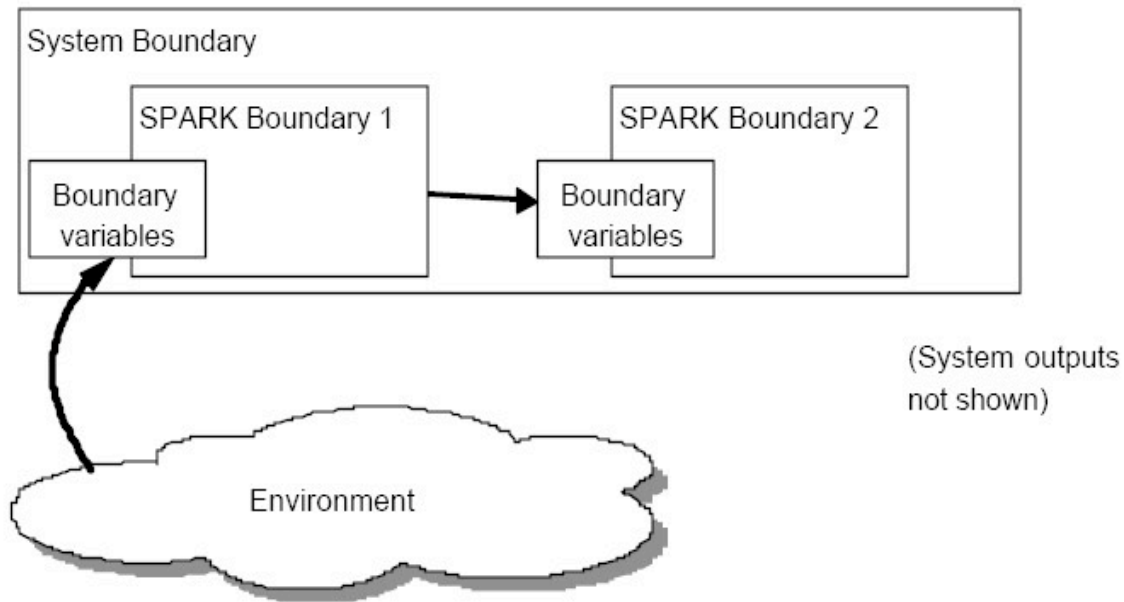 System Boundary
SPARK Boundary 1
SPARK Boundary 2
Boundary
variables
Boundary
variables
(System outputs
not shown)
Environment